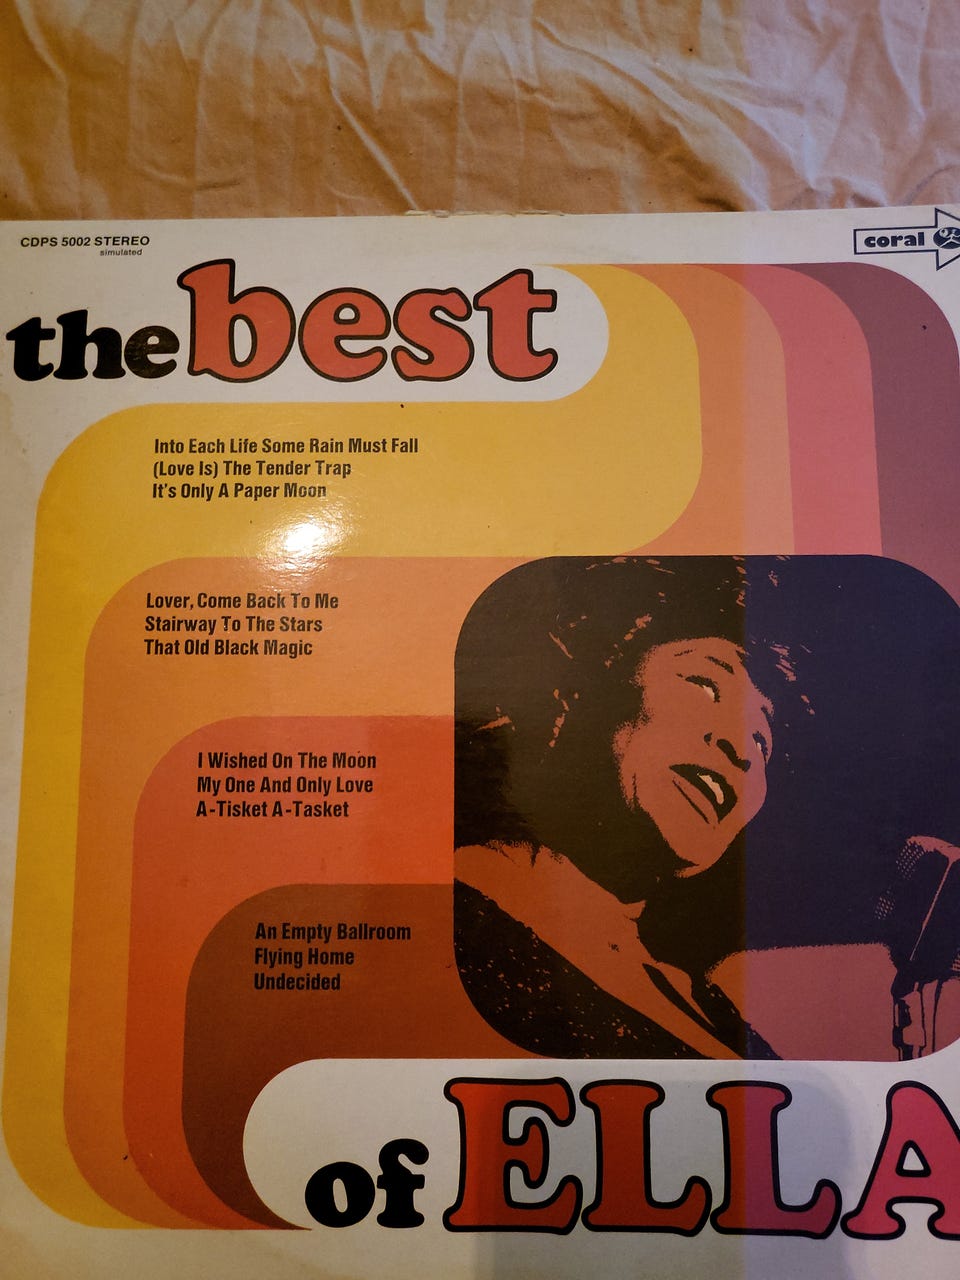 CDPS 5002 STEREO
simulated
coral
the best
Into Each Life Some Rain Must Fall
(Love Is) The Tender Trap
It's Only A Paper Moon
Lover, Come Back To Me
Stairway To The Stars
That Old Black Magic
I Wished On The Moon
My One And Only Love
A-Tisket A-Tasket
An Empty Ballroom
Flying Home
Undecided
of ELLA